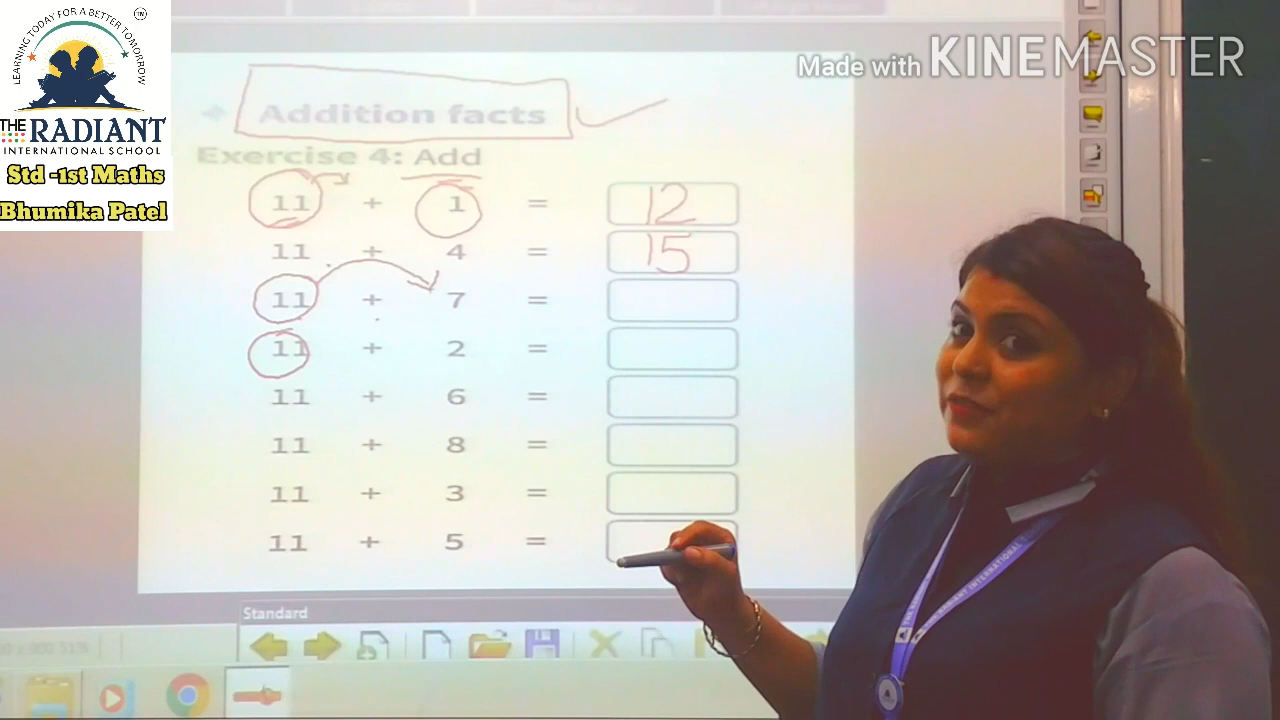 LEARNING TODAY FOR A BETTER TOMORROW
TM
THE RADIANT
INTERNATIONAL SCHOOL
Std -1st Maths
Bhumika Patel
Made with KINEMASTER
Addition facts
Exercise 4: Add
11 + 1 = 12
11 + 4 = 15
11 + 7 =
11 + 2 =
11 + 6 =
11 + 8 =
11 + 3 =
11 + 5 =
Standard